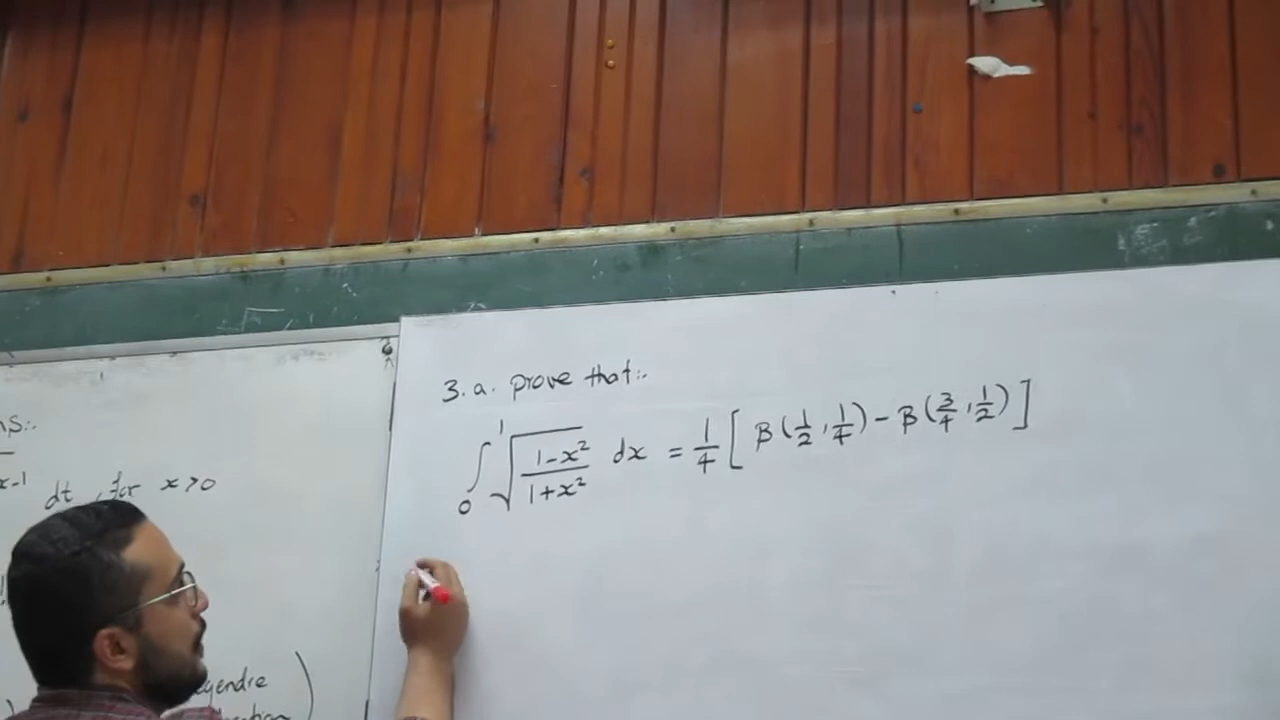 3. a. prove that:.
∫₀¹ √((1-x²)/(1+x²)) dx = 1/4 [ β(1/2, 1/4) - β(3/4, 1/2) ]
x-1
dt, for x>0